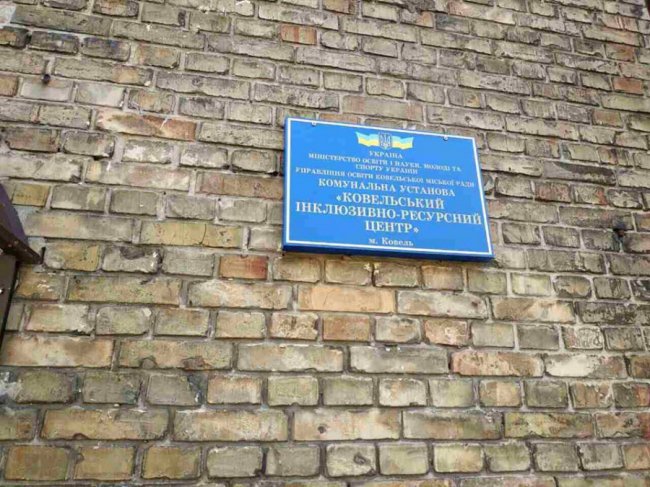 УКРАЇНА
МІНІСТЕРСТВО ОСВІТИ І НАУКИ, МОЛОДІ ТА
СПОРТУ УКРАЇНИ
УПРАВЛІННЯ ОСВІТИ КОВЕЛЬСЬКОЇ МІСЬКОЇ РАДИ
КОМУНАЛЬНА УСТАНОВА
«КОВЕЛЬСЬКИЙ
ІНКЛЮЗИВНО-РЕСУРСНИЙ
ЦЕНТР»
м. Ковель